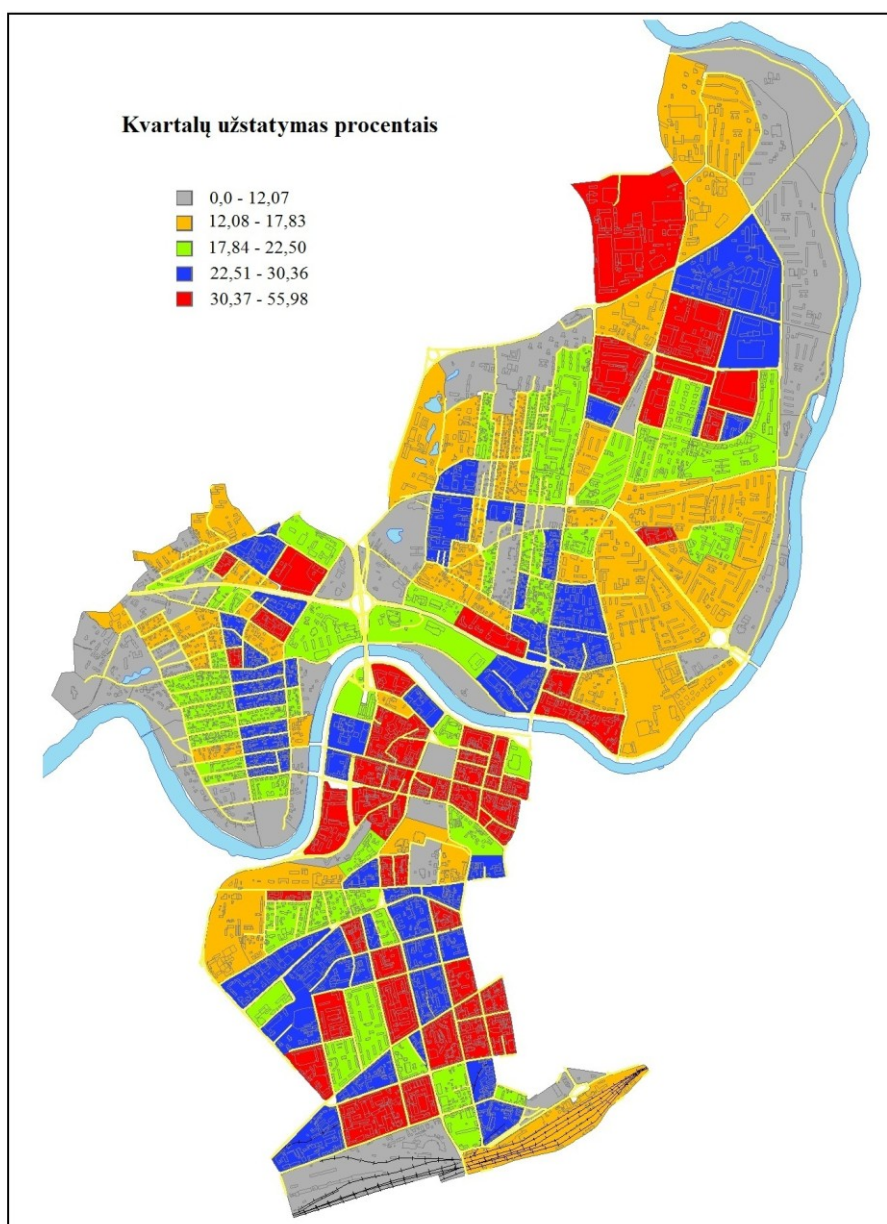 Kvartalų užstatymas procentais
0,0 - 12,07
12,08 - 17,83
17,84 - 22,50
22,51 - 30,36
30,37 - 55,98